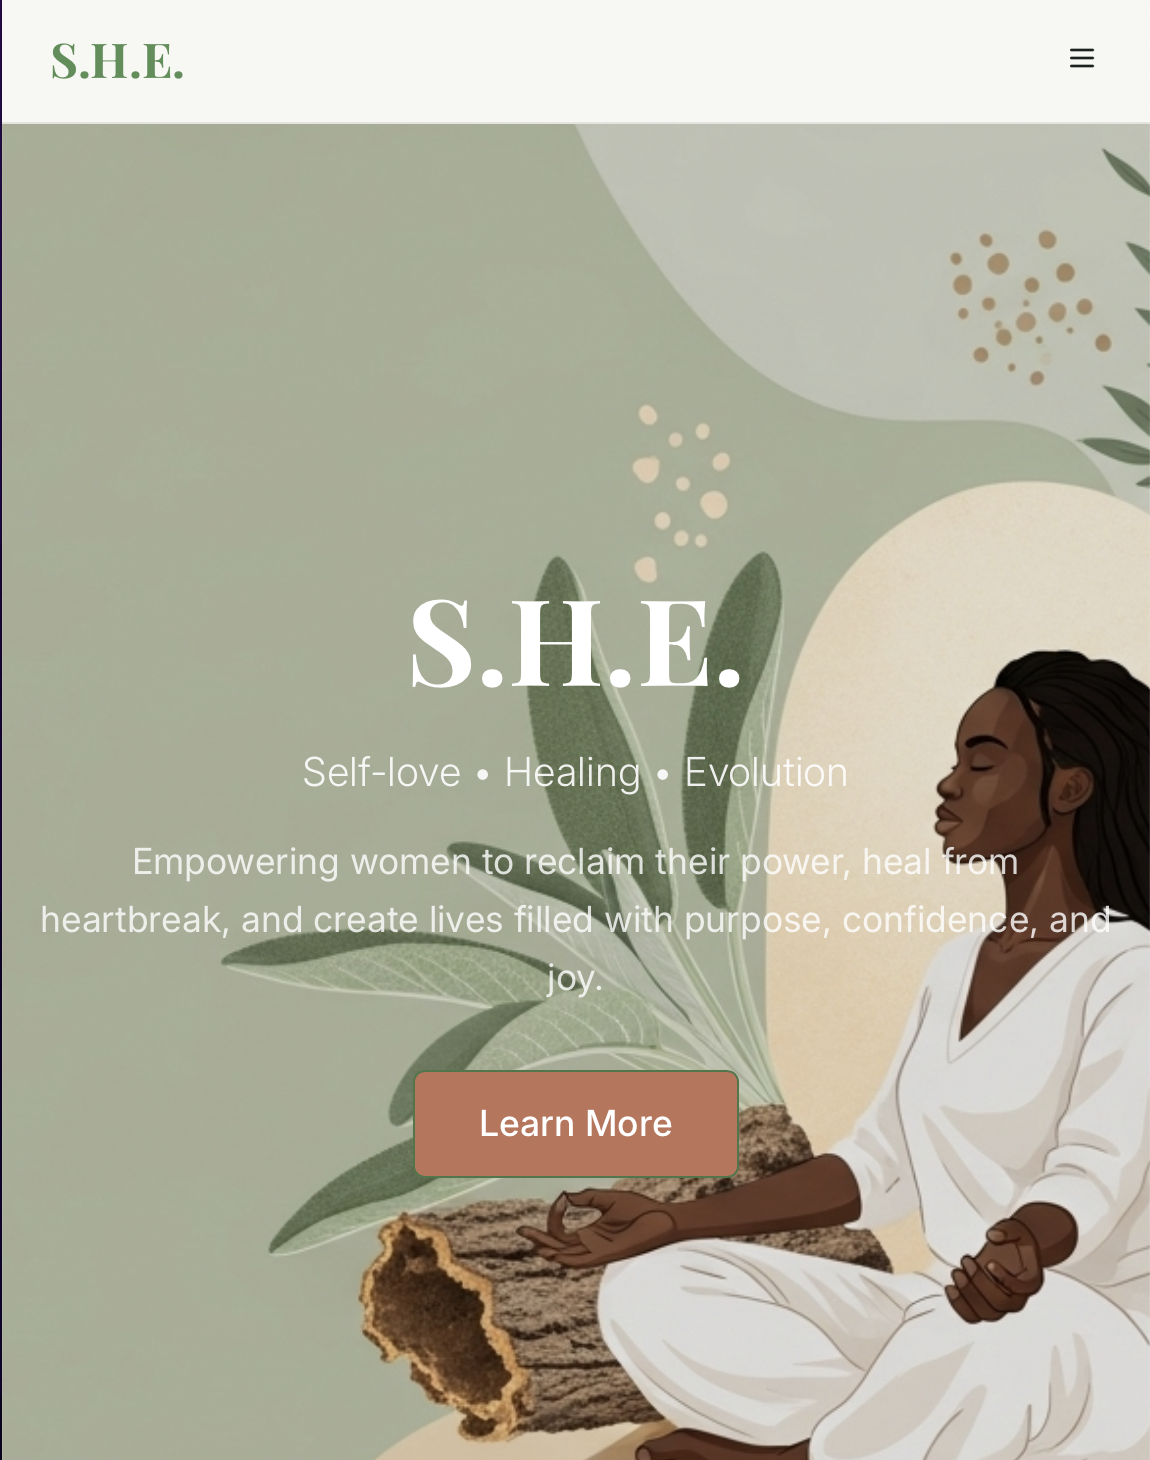 S.H.E.
S.H.E.
Self-love • Healing • Evolution
Empowering women to reclaim their power, heal from
heartbreak, and create lives filled with purpose, confidence, and
joy.
Learn More